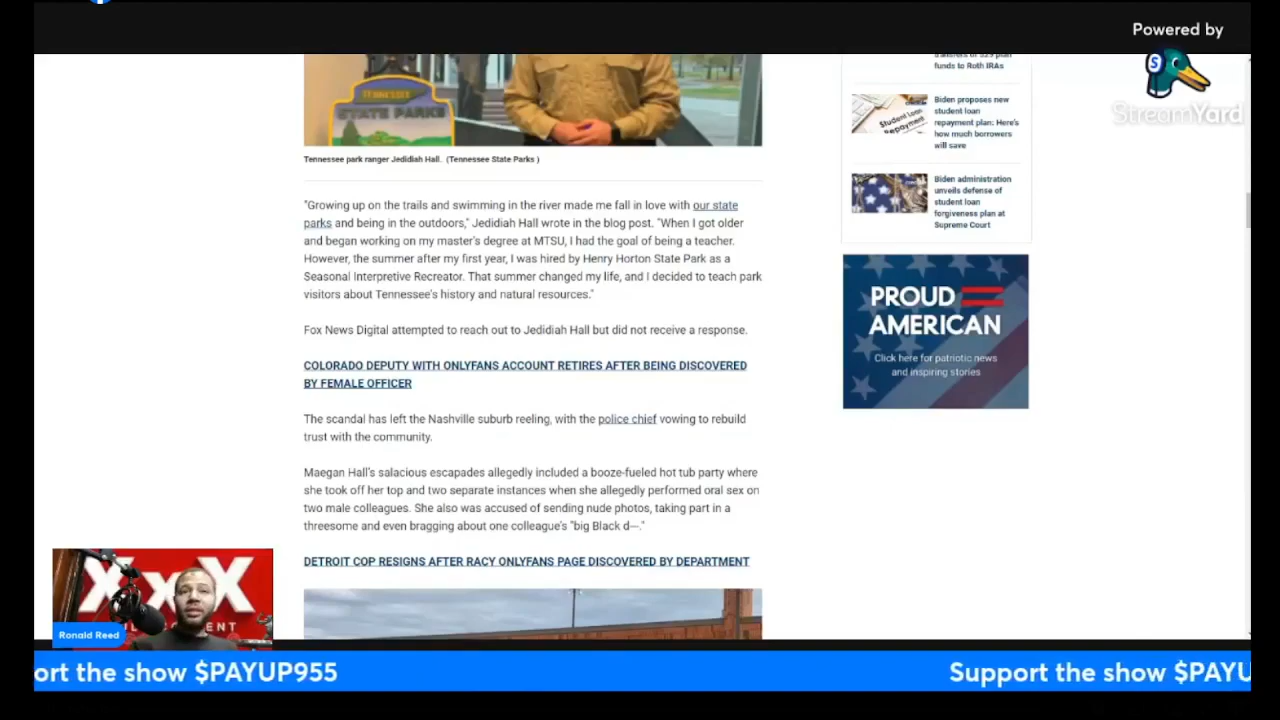 Powered by
StreamYard
TENNESSEE
STATE PARKS
Tennessee park ranger Jedidiah Hall. (Tennessee State Parks )
"Growing up on the trails and swimming in the river made me fall in love with our state
parks and being in the outdoors," Jedidiah Hall wrote in the blog post. "When I got older
and began working on my master's degree at MTSU, I had the goal of being a teacher.
However, the summer after my first year, I was hired by Henry Horton State Park as a
Seasonal Interpretive Recreator. That summer changed my life, and I decided to teach park
visitors about Tennessee's history and natural resources."
Fox News Digital attempted to reach out to Jedidiah Hall but did not receive a response.
COLORADO DEPUTY WITH ONLYFANS ACCOUNT RETIRES AFTER BEING DISCOVERED
BY FEMALE OFFICER
The scandal has left the Nashville suburb reeling, with the police chief vowing to rebuild
trust with the community.
Maegan Hall's salacious escapades allegedly included a booze-fueled hot tub party where
she took off her top and two separate instances when she allegedly performed oral sex on
two male colleagues. She also was accused of sending nude photos, taking part in a
threesome and even bragging about one colleague's "big Black d—."
DETROIT COP RESIGNS AFTER RACY ONLYFANS PAGE DISCOVERED BY DEPARTMENT
transfers of 529 plan
funds to Roth IRAs
Student Loan
Repayment
Biden proposes new
student loan
repayment plan: Here's
how much borrowers
will save
Biden administration
unveils defense of
student loan
forgiveness plan at
Supreme Court
PROUD
AMERICAN
Click here for patriotic news
and inspiring stories
XXX
Ronald Reed
ort the show $PAYUP955
Support the show $PAYU